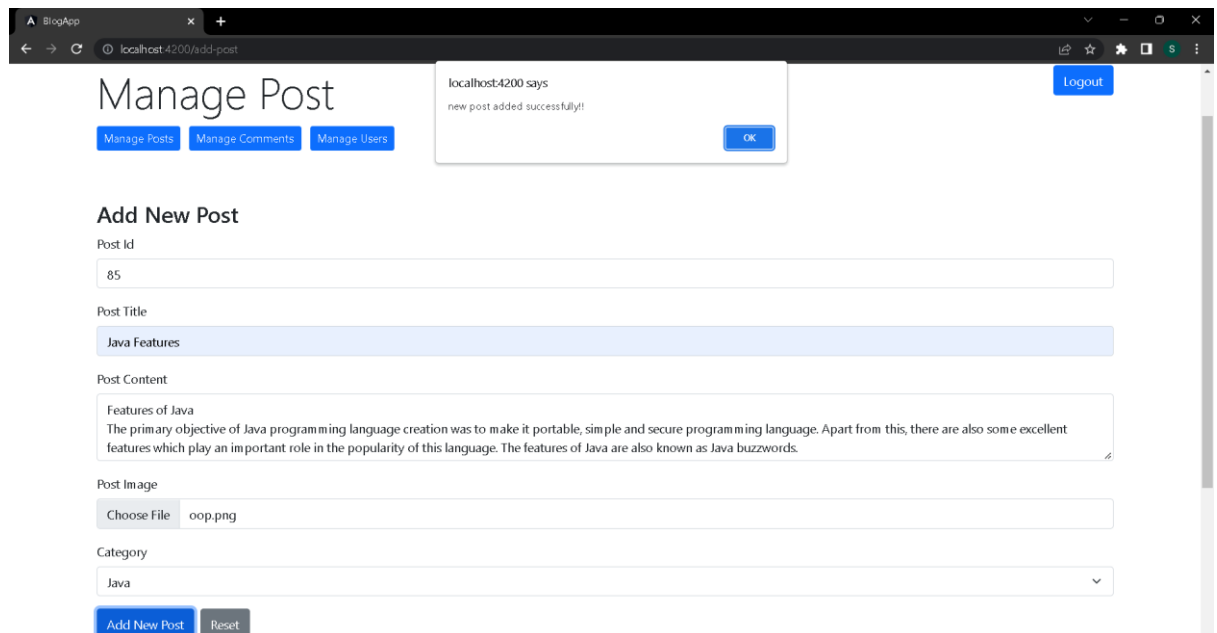 BlogApp
localhost:4200/add-post
S
localhost:4200 says
new post added successfully!!
OK
Manage Post
Logout
Manage Posts
Manage Comments
Manage Users
Add New Post
Post Id
85
Post Title
Java Features
Post Content
Features of Java
The primary objective of Java programming language creation was to make it portable, simple and secure programming language. Apart from this, there are also some excellent
features which play an important role in the popularity of this language. The features of Java are also known as Java buzzwords.
Post Image
Choose File oop.png
Category
Java
Add New Post
Reset